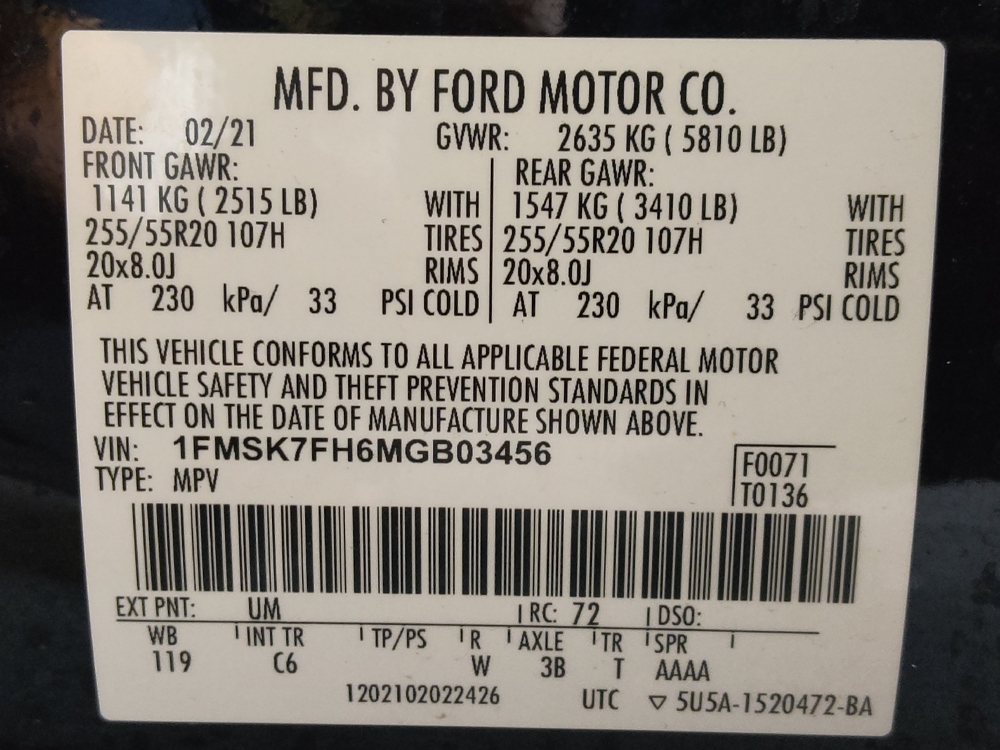 MFD. BY FORD MOTOR CO.
DATE: 02/21 GVWR: 2635 KG ( 5810 LB)
FRONT GAWR: REAR GAWR:
1141 KG ( 2515 LB) WITH 1547 KG ( 3410 LB) WITH
255/55R20 107H TIRES 255/55R20 107H TIRES
20x8.0J RIMS 20x8.0J RIMS
AT 230 kPa/ 33 PSI COLD AT 230 kPa/ 33 PSI COLD
THIS VEHICLE CONFORMS TO ALL APPLICABLE FEDERAL MOTOR
VEHICLE SAFETY AND THEFT PREVENTION STANDARDS IN
EFFECT ON THE DATE OF MANUFACTURE SHOWN ABOVE.
VIN: 1FMSK7FH6MGB03456
TYPE: MPV
F0071
T0136
EXT PNT: UM RC: 72 DSO:
WB INT TR TP/PS R AXLE TR SPR
119 C6 W 3B T AAAA
1202102022426 UTC ▽ 5U5A-1520472-BA